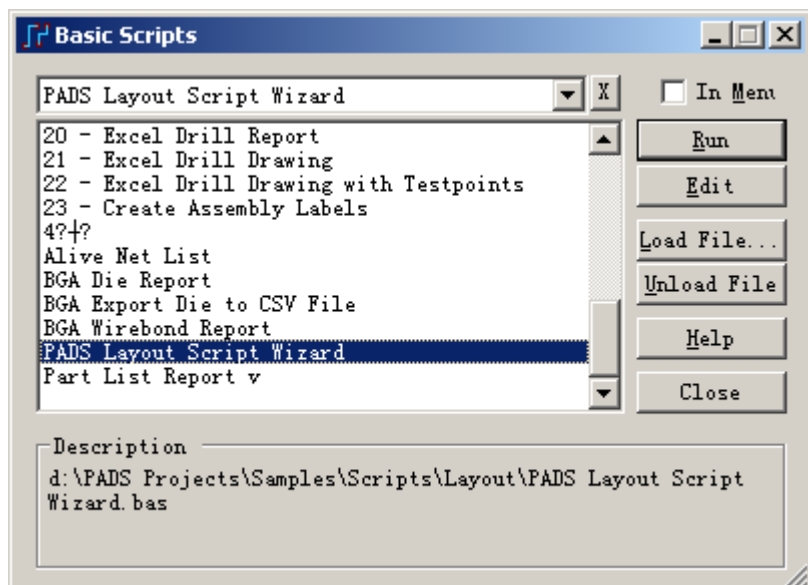 Basic Scripts
PADS Layout Script Wizard
X
In Menu
20 - Excel Drill Report
21 - Excel Drill Drawing
22 - Excel Drill Drawing with Testpoints
23 - Create Assembly Labels
4?┼?
Alive Net List
BGA Die Report
BGA Export Die to CSV File
BGA Wirebond Report
PADS Layout Script Wizard
Part List Report v
Run
Edit
Load File...
Unload File
Help
Close
Description
d:\PADS Projects\Samples\Scripts\Layout\PADS Layout Script
Wizard.bas